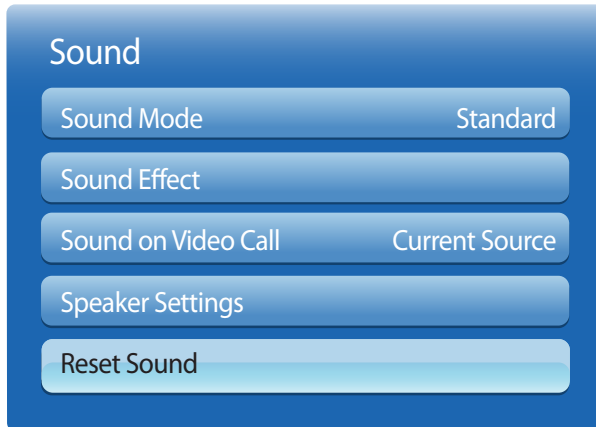 Sound
Sound Mode Standard
Sound Effect
Sound on Video Call Current Source
Speaker Settings
Reset Sound